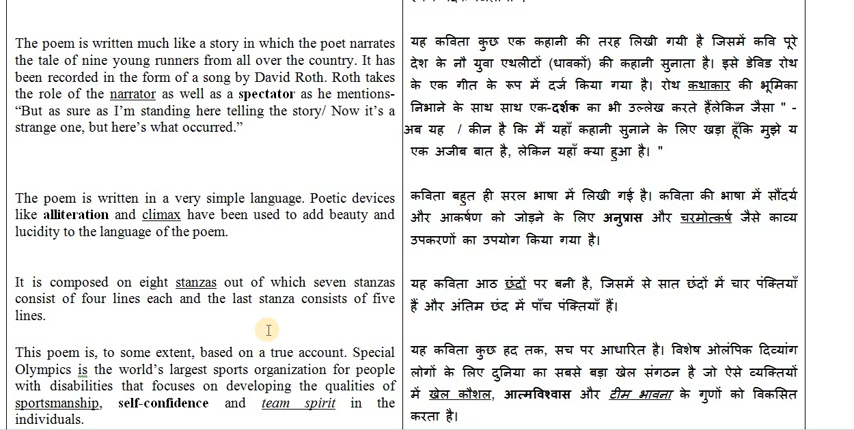 The poem is written much like a story in which the poet narrates
the tale of nine young runners from all over the country. It has
been recorded in the form of a song by David Roth. Roth takes
the role of the narrator as well as a spectator as he mentions-
“But as sure as I’m standing here telling the story/ Now it’s a
strange one, but here’s what occurred.”
The poem is written in a very simple language. Poetic devices
like alliteration and climax have been used to add beauty and
lucidity to the language of the poem.
It is composed on eight stanzas out of which seven stanzas
consist of four lines each and the last stanza consists of five
lines.
This poem is, to some extent, based on a true account. Special
Olympics is the world’s largest sports organization for people
with disabilities that focuses on developing the qualities of
sportsmanship, self-confidence and team spirit in the
individuals.
यह कविता कुछ एक कहानी की तरह लिखी गयी है जिसमें कवि पूरे
देश के नौ युवा एथलीटों (धावकों) की कहानी सुनाता है। इसे डेविड रोथ
के एक गीत के रूप में दर्ज किया गया है। रोथ कथाकार की भूमिका
निभाने के साथ साथ एक-दर्शक का भी उल्लेख करते हैंलेकिन जैसा " -
अब यह / कीन है कि मैं यहाँ कहानी सुनाने के लिए खड़ा हूँकि मुझे य
एक अजीब बात है, लेकिन यहाँ क्या हुआ है। "
कविता बहुत ही सरल भाषा में लिखी गई है। कविता की भाषा में सौंदर्य
और आकर्षण को जोड़ने के लिए अनुप्रास और चरमोत्कर्ष जैसे काव्य
उपकरणों का उपयोग किया गया है।
यह कविता आठ छंदों पर बनी है, जिसमें से सात छंदों में चार पंक्तियाँ
हैं और अंतिम छंद में पाँच पंक्तियाँ हैं।
यह कविता कुछ हद तक, सच पर आधारित है। विशेष ओलंपिक दिव्यांग
लोगों के लिए दुनिया का सबसे बड़ा खेल संगठन है जो ऐसे व्यक्तियों
में खेल कौशल, आत्मविश्वास और टीम भावना के गुणों को विकसित
करता है।